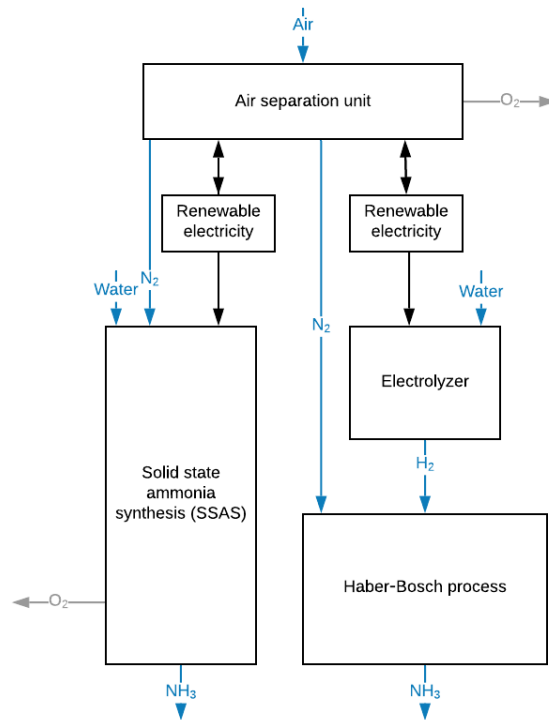 Air
Air separation unit
O₂
Renewable
electricity
Renewable
electricity
Water
N₂
Water
N₂
Electrolyzer
H₂
Solid state
ammonia
synthesis (SSAS)
Haber-Bosch process
O₂
NH₃
NH₃